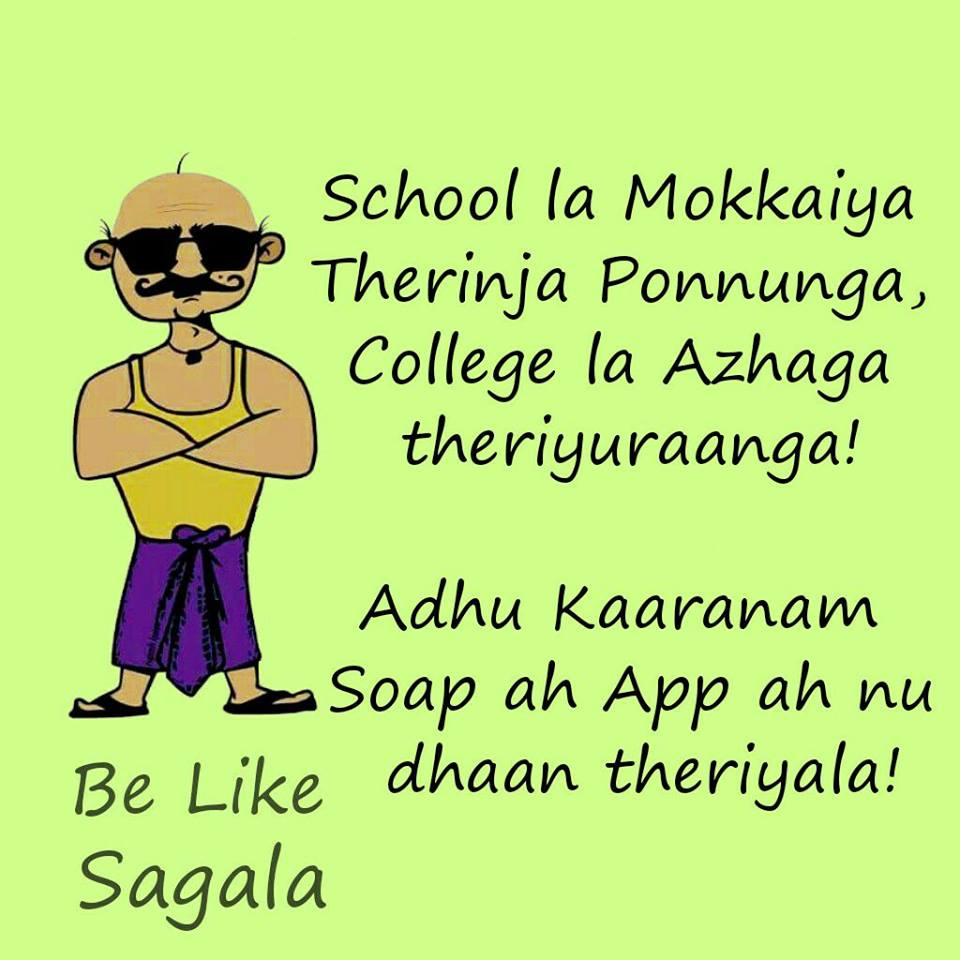 School la Mokkaiya
Therinja Ponnunga,
College la Azhaga
theriyuraanga!
Adhu Kaaranam
Soap ah App ah nu
dhaan theriyala!
Be Like
Sagala